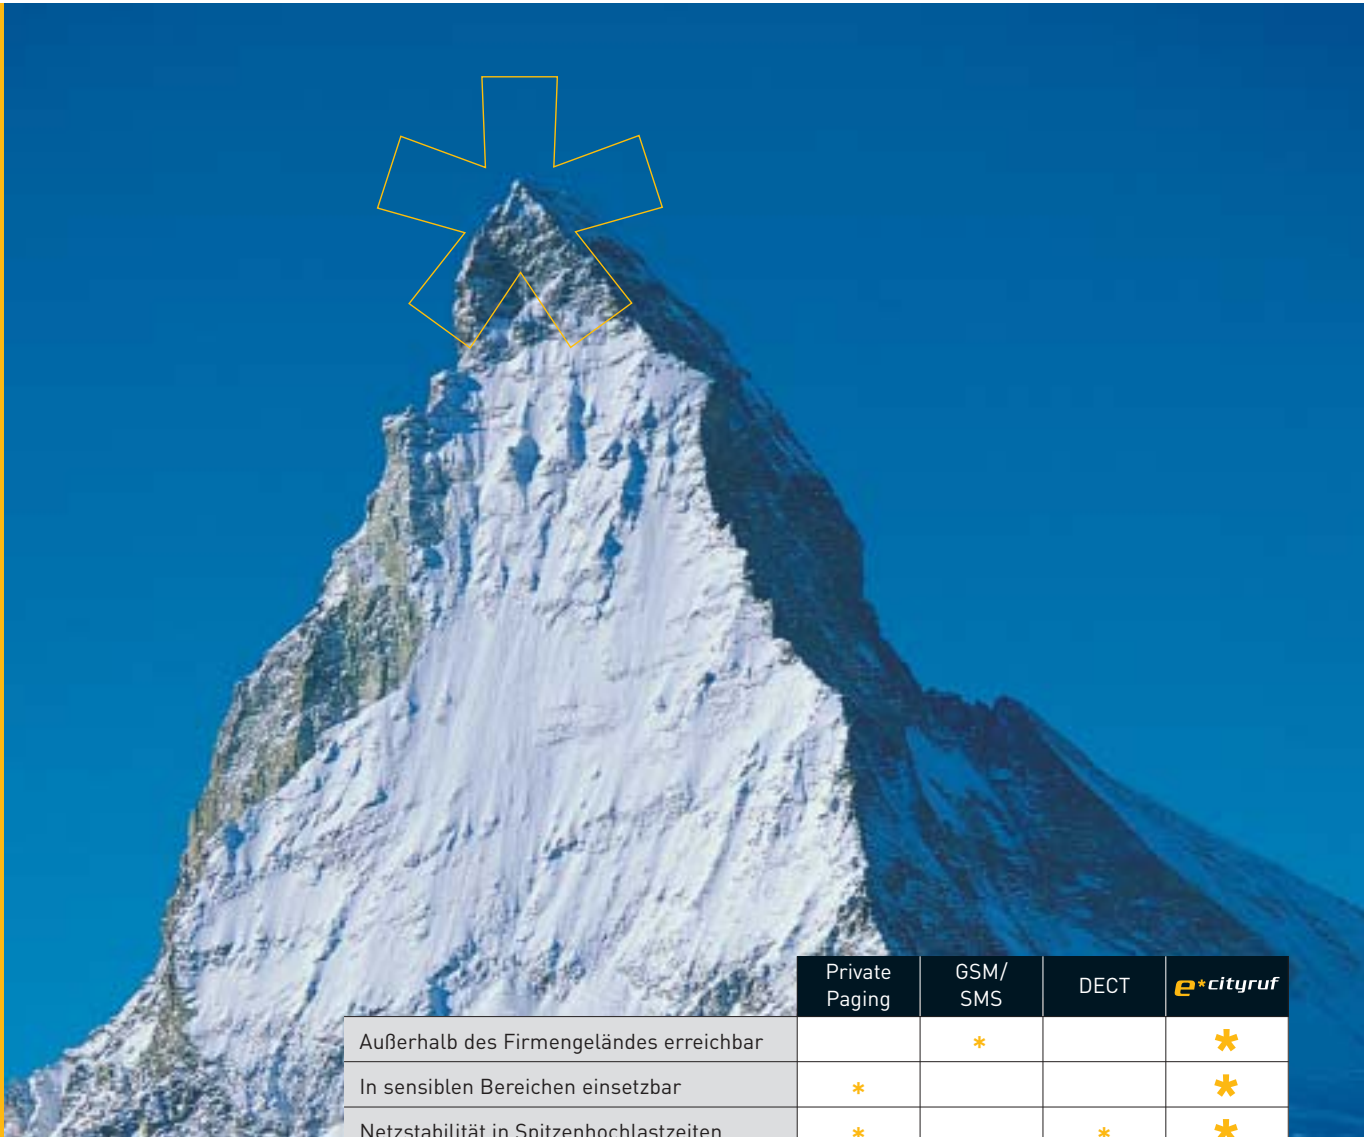 Private Paging GSM/ SMS DECT e*cityruf
Außerhalb des Firmengeländes erreichbar * *
In sensiblen Bereichen einsetzbar * *
Netzstabilität in Spitzenhochlastzeiten * * *